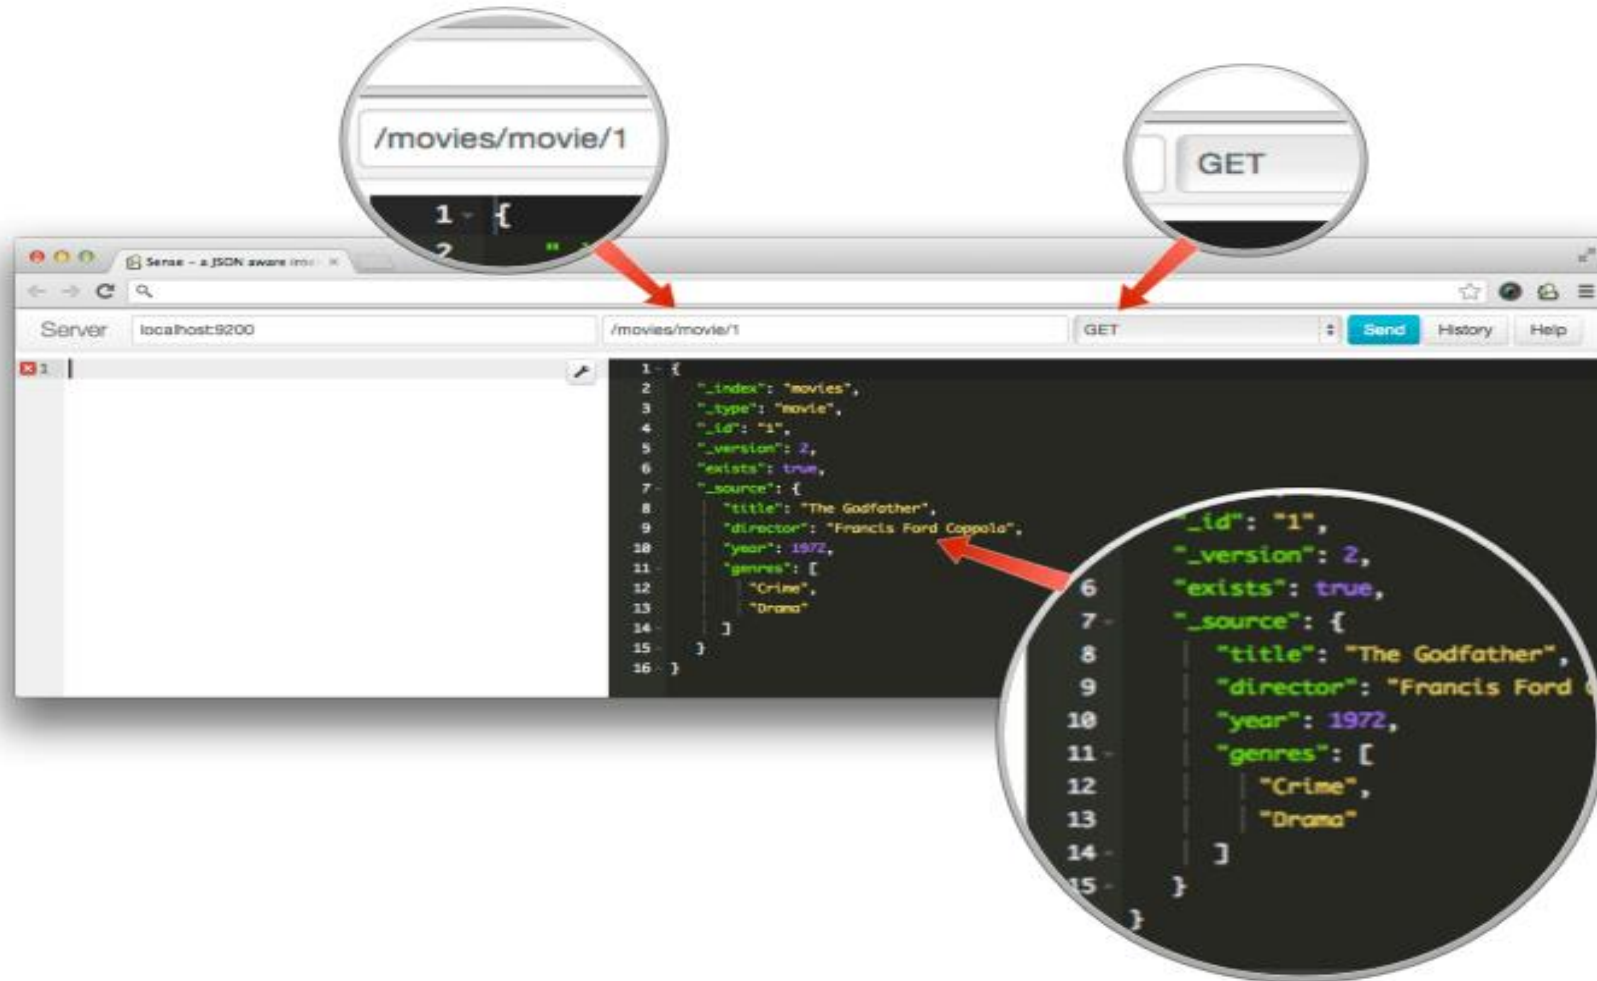 /movies/movie/1
1 {
2 "
GET
Sense - a JSON aware
Server localhost:9200 /movies/movie/1 GET Send History Help
1
1 {
2 "_index": "movies",
3 "_type": "movie",
4 "_id": "1",
5 "_version": 2,
6 "exists": true,
7 "_source": {
8 "title": "The Godfather",
9 "director": "Francis Ford Coppola",
10 "year": 1972,
11 "genres": [
12 "Crime",
13 "Drama"
14 ]
15 }
16 }
"_id": "1",
"_version": 2,
6 "exists": true,
7 "_source": {
8 "title": "The Godfather",
9 "director": "Francis Ford
10 "year": 1972,
11 "genres": [
12 "Crime",
13 "Drama"
14 ]
15 }
}